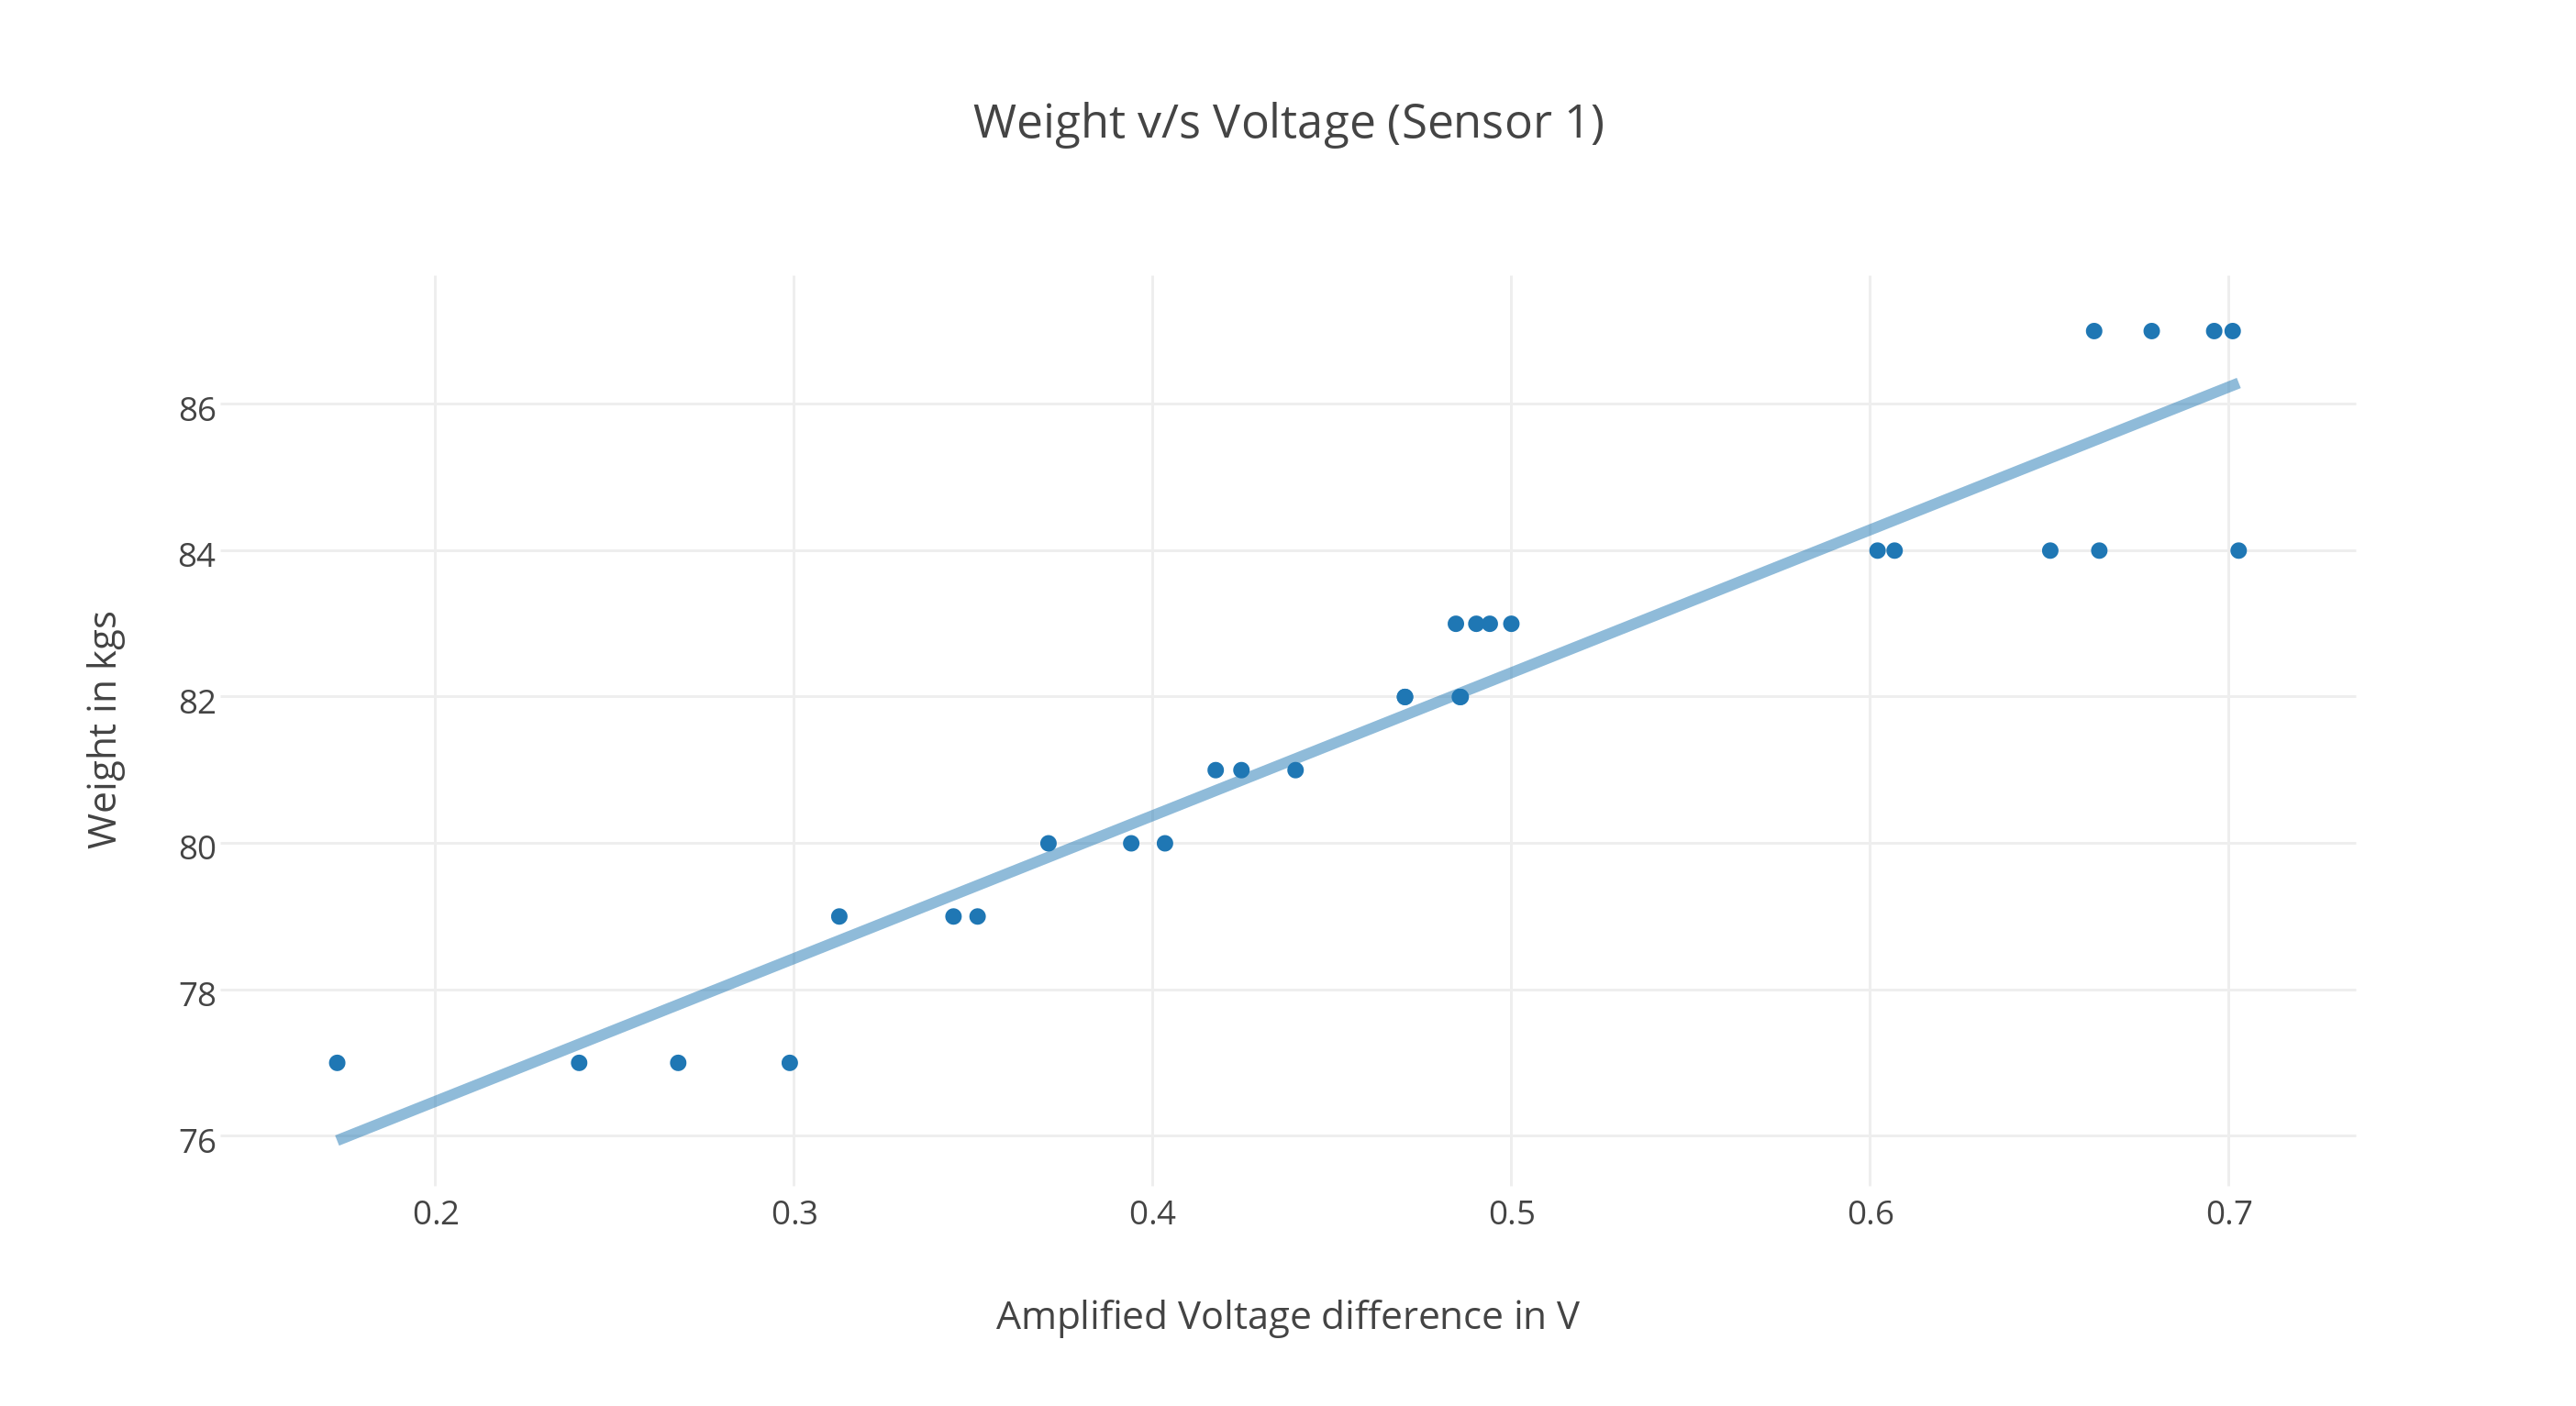 Weight v/s Voltage (Sensor 1)
Weight in kgs
86
84
82
80
78
76
0.2 0.3 0.4 0.5 0.6 0.7
Amplified Voltage difference in V